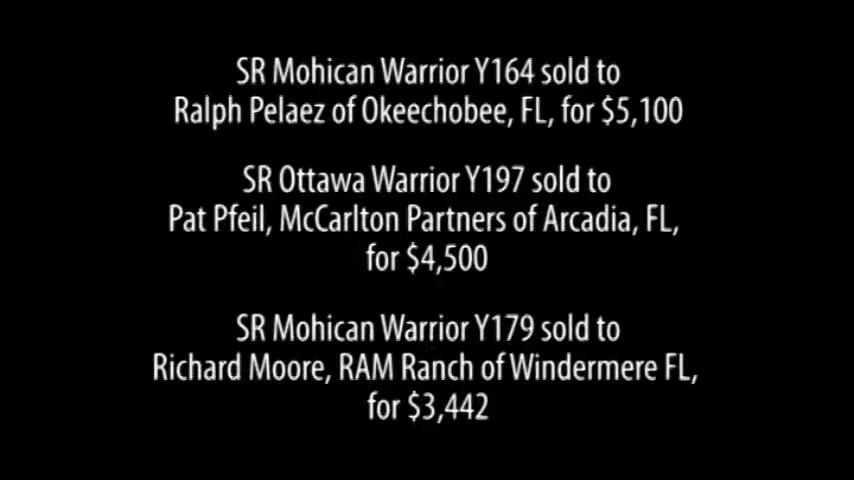 SR Mohican Warrior Y164 sold to
Ralph Pelaez of Okeechobee, FL, for $5,100
SR Ottawa Warrior Y197 sold to
Pat Pfeil, McCarlton Partners of Arcadia, FL,
for $4,500
SR Mohican Warrior Y179 sold to
Richard Moore, RAM Ranch of Windermere FL,
for $3,442